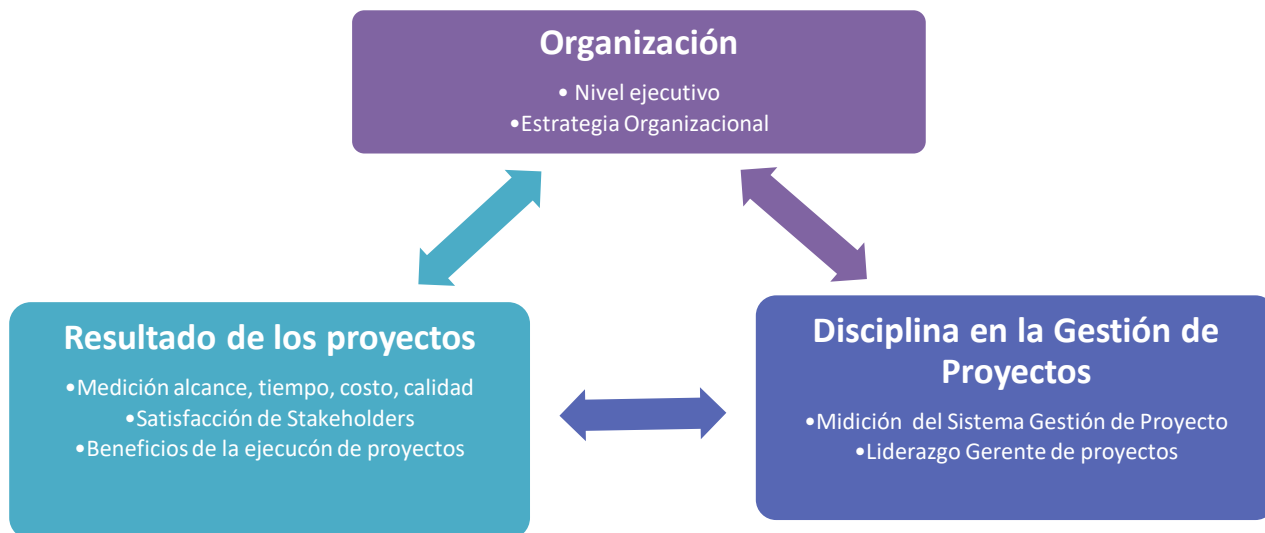 Organización
• Nivel ejecutivo
•Estrategia Organizacional
Resultado de los proyectos
•Medición alcance, tiempo, costo, calidad
•Satisfacción de Stakeholders
•Beneficios de la ejecucón de proyectos
Disciplina en la Gestión de
Proyectos
•Midición  del Sistema Gestión de Proyecto
•Liderazgo Gerente de proyectos